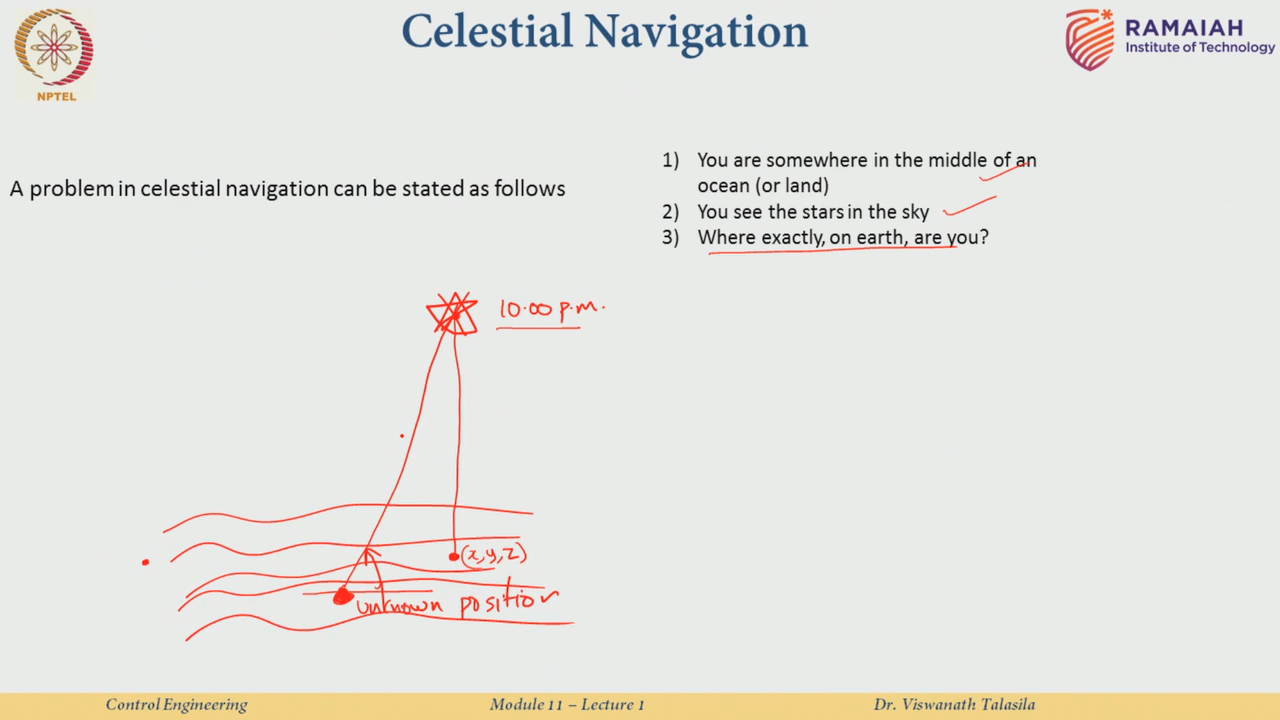 Celestial Navigation
NPTEL
RAMAIAH
Institute of Technology
A problem in celestial navigation can be stated as follows
1) You are somewhere in the middle of an
ocean (or land)
2) You see the stars in the sky
3) Where exactly, on earth, are you?
10.00 p.m.
(x,y,z)
unknown position
Control Engineering
Module 11 – Lecture 1
Dr. Viswanath Talasila